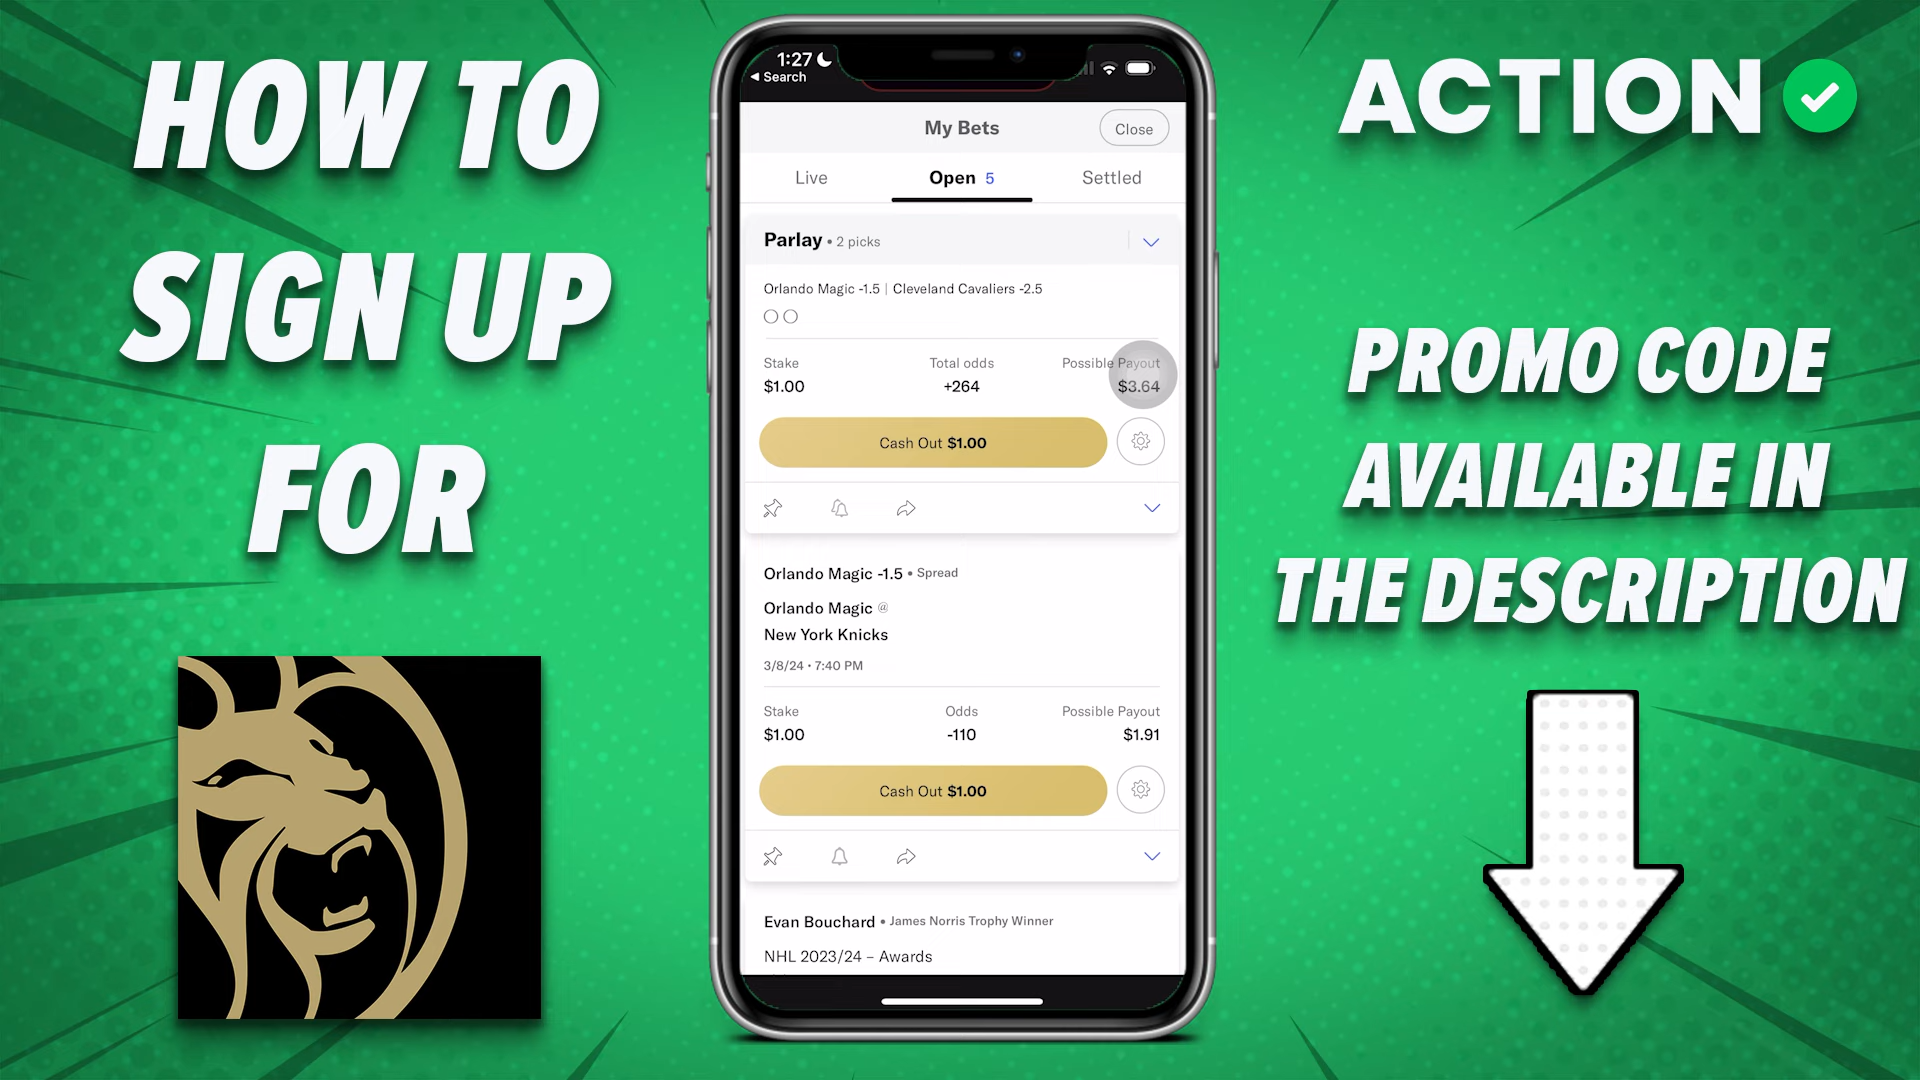 HOW TO
SIGN UP
FOR
1:27
◀ Search
My Bets
Close
Live
Open 5
Settled
Parlay • 2 picks
Orlando Magic -1.5 | Cleveland Cavaliers -2.5
Stake
Total odds
Possible Payout
$1.00
+264
$3.64
Cash Out $1.00
Orlando Magic -1.5 • Spread
Orlando Magic @
New York Knicks
3/8/24 • 7:40 PM
Stake
Odds
Possible Payout
$1.00
-110
$1.91
Cash Out $1.00
Evan Bouchard • James Norris Trophy Winner
NHL 2023/24 – Awards
ACTION
PROMO CODE
AVAILABLE IN
THE DESCRIPTION